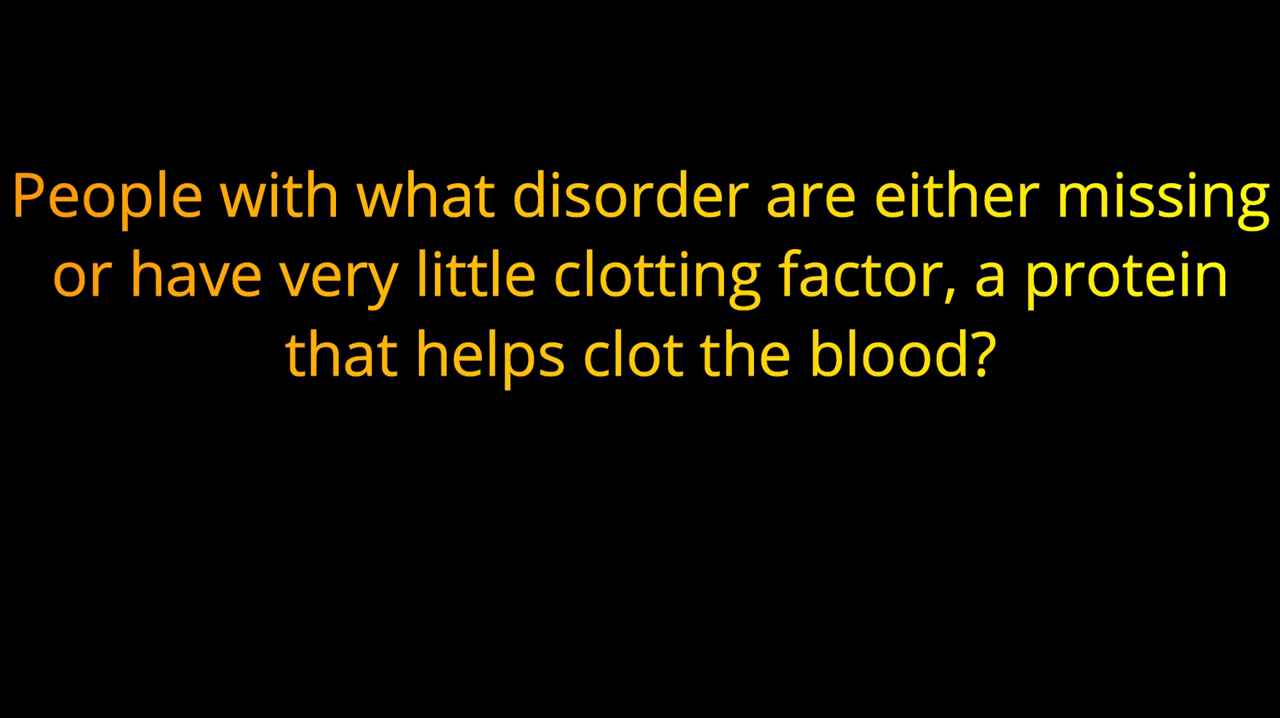 People with what disorder are either missing
or have very little clotting factor, a protein
that helps clot the blood?